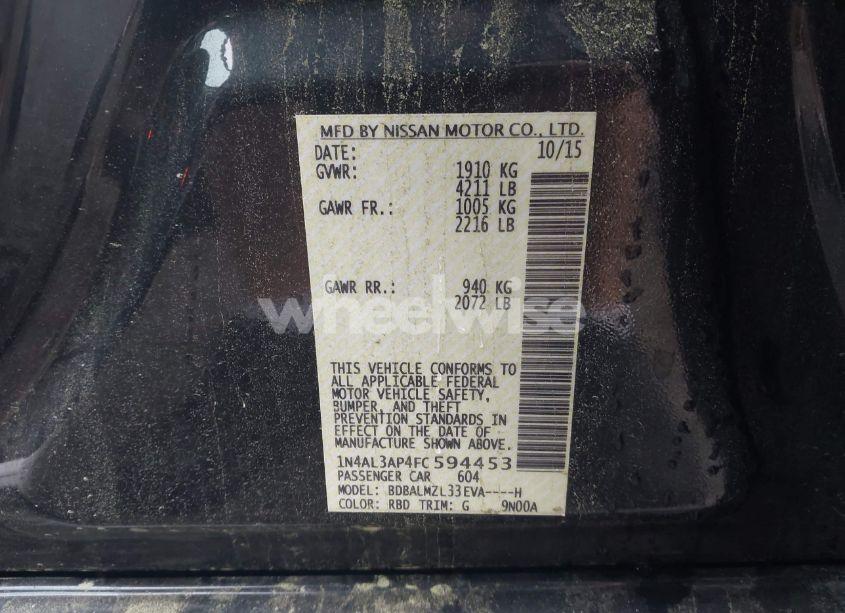 MFD BY NISSAN MOTOR CO., LTD.
DATE: 10/15
GVWR: 1910 KG
4211 LB
GAWR FR.: 1005 KG
2216 LB
GAWR RR.: 940 KG
2072 LB
wheelwise
THIS VEHICLE CONFORMS TO
ALL APPLICABLE FEDERAL
MOTOR VEHICLE SAFETY,
BUMPER, AND THEFT
PREVENTION STANDARDS IN
EFFECT ON THE DATE OF
MANUFACTURE SHOWN ABOVE.
1N4AL3AP4FC594453
PASSENGER CAR 604
MODEL: BDBALMZL33EVA----H
COLOR: RBD TRIM: G 9N00A